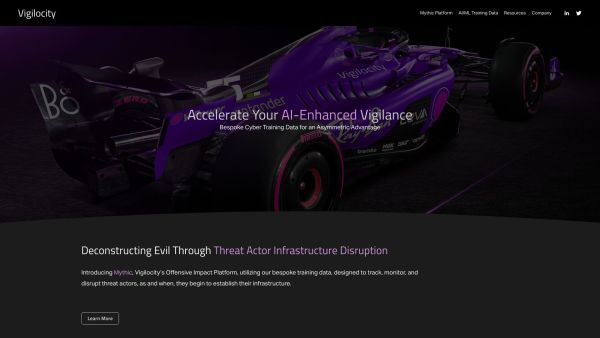 Vigilocity
Mythic Platform AI/ML Training Data Resources Company
Vigilocity
Accelerate Your AI-Enhanced Vigilance
Bespoke Cyber Training Data for an Asymmetric Advantage
Deconstructing Evil Through Threat Actor Infrastructure Disruption
Introducing Mythic, Vigilocity's Offensive Impact Platform, utilizing our bespoke training data, designed to track, monitor, and
disrupt threat actors, as and when, they begin to establish their infrastructure.
Learn More